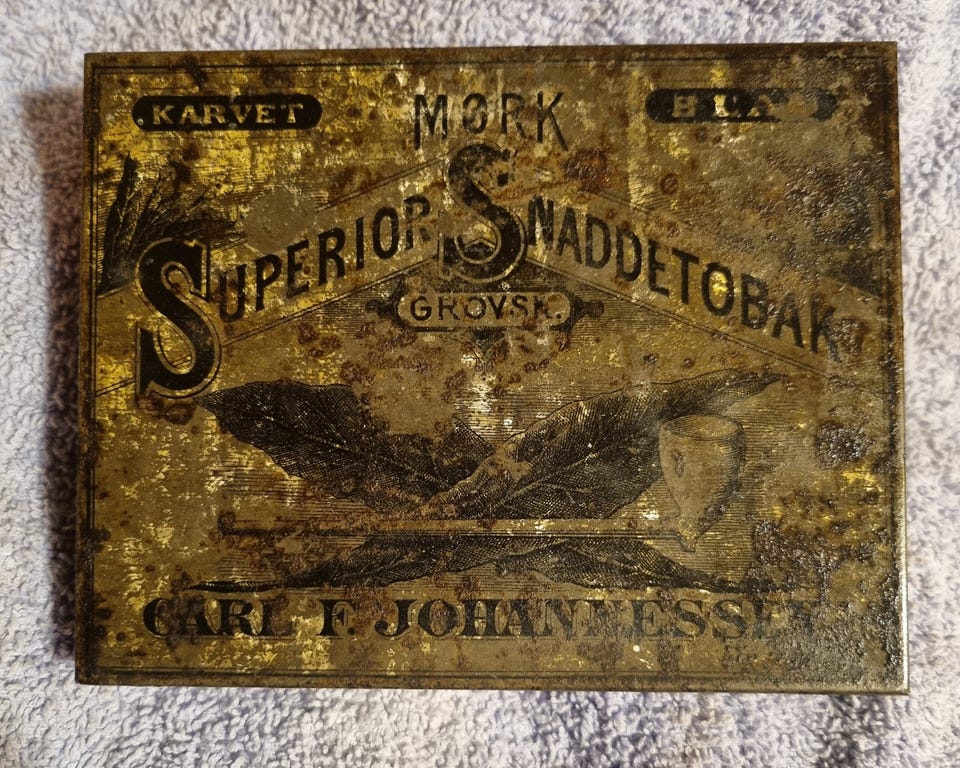 KARVET
MØRK
SUPERIOR SNADDETOBAK
GROVSK.
CARL F. JOHANNESSEN